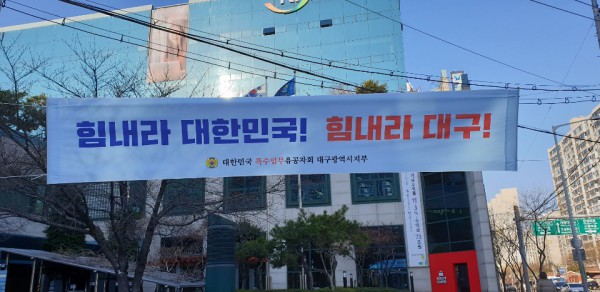 힘내라 대한민국! 힘내라 대구!
대한민국 특수임무유공자회 대구광역시지부